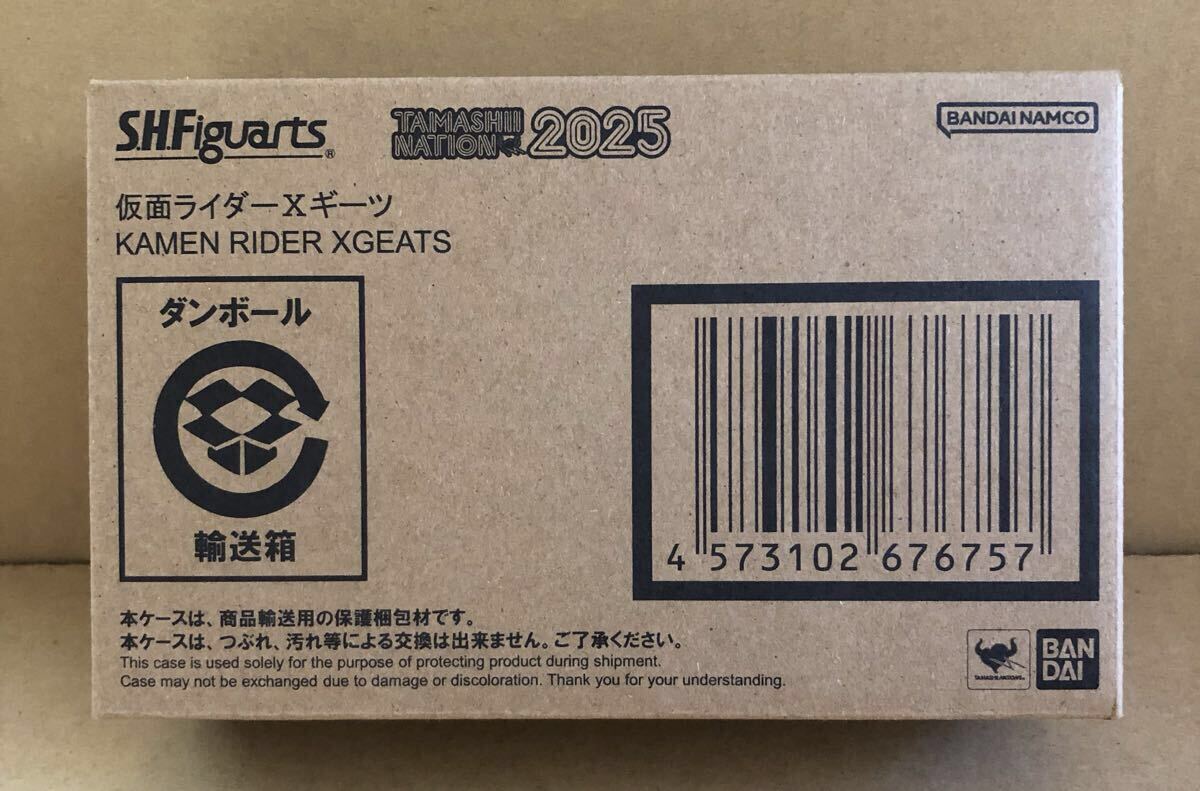 S.H.Figuarts®
TAMASHII NATION 2025
BANDAI NAMCO
仮面ライダーXギーツ
KAMEN RIDER XGEATS
ダンボール
輸送箱
4 573102 676757
本ケースは、商品輸送用の保護梱包材です。
本ケースは、つぶれ、汚れ等による交換は出来ません。ご了承ください。
This case is used solely for the purpose of protecting product during shipment.
Case may not be exchanged due to damage or discoloration. Thank you for your understanding.
TAMASHII NATIONS
BAN
DAI